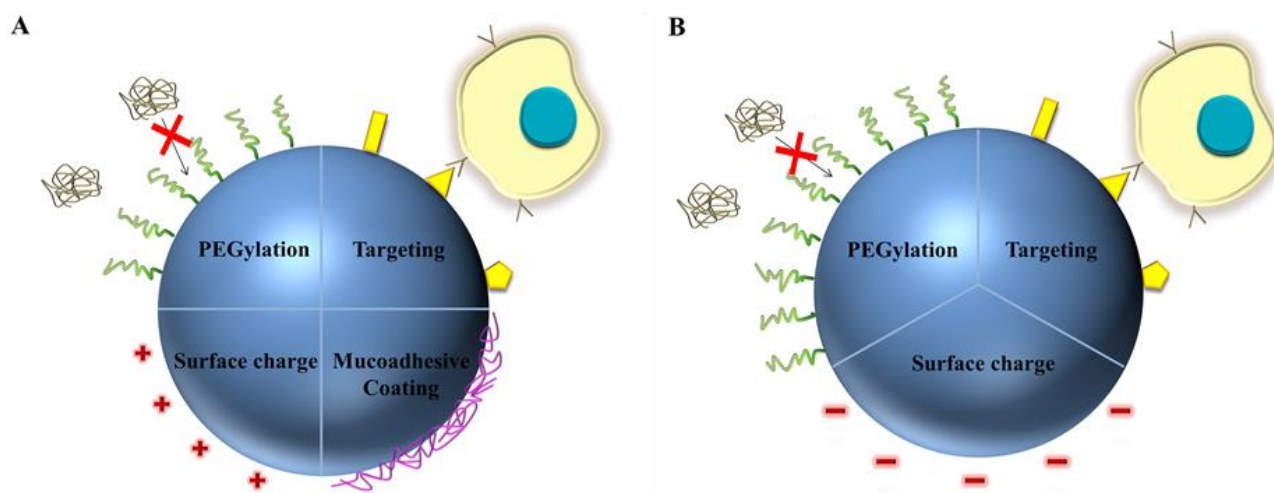 A
PEGylation
Targeting
Surface charge
Mucoadhesive
Coating
B
PEGylation
Targeting
Surface charge